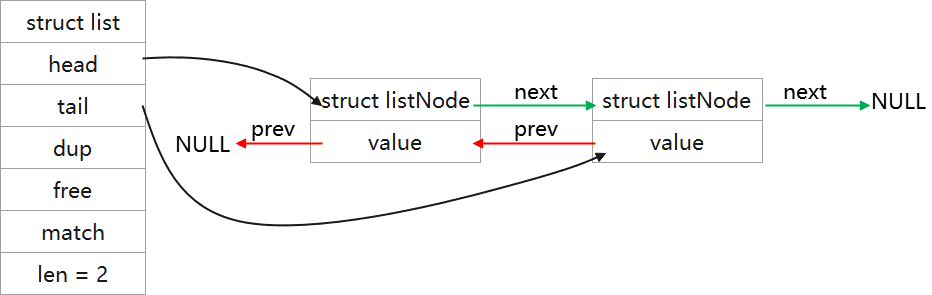 struct list
head
tail
dup
free
match
len = 2
struct listNode
value
next
struct listNode
value
next
NULL
prev
NULL
prev